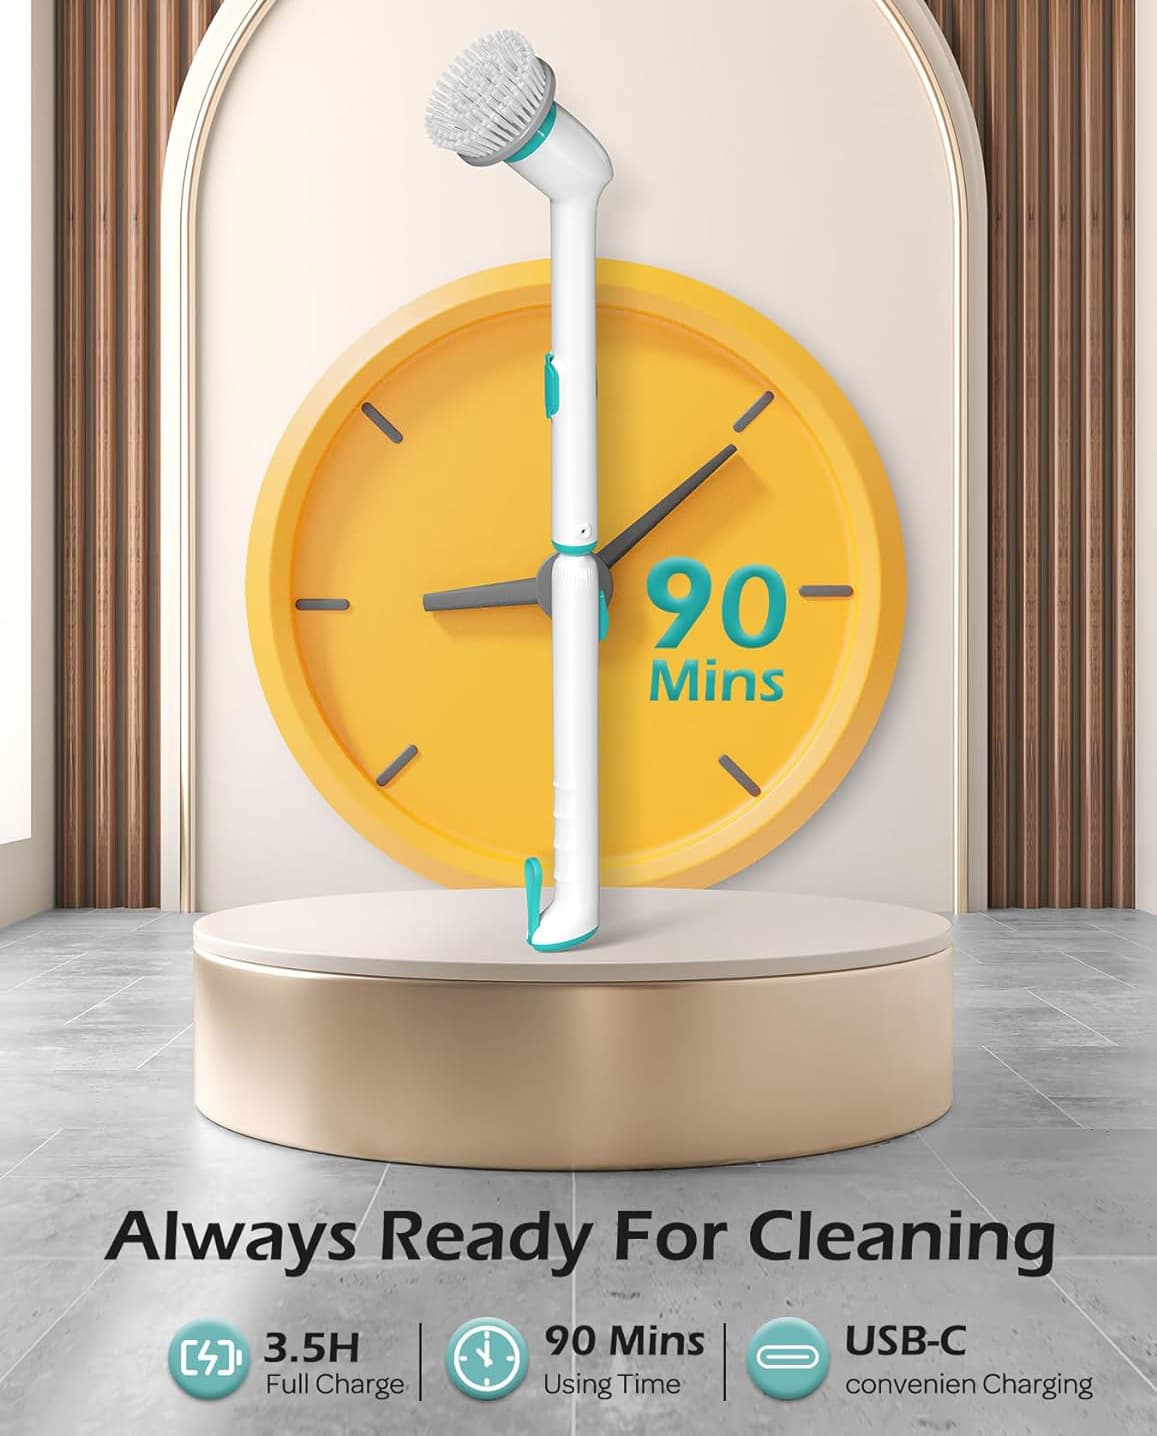 90
Mins
Always Ready For Cleaning
3.5H
Full Charge
90 Mins
Using Time
USB-C
convenien Charging